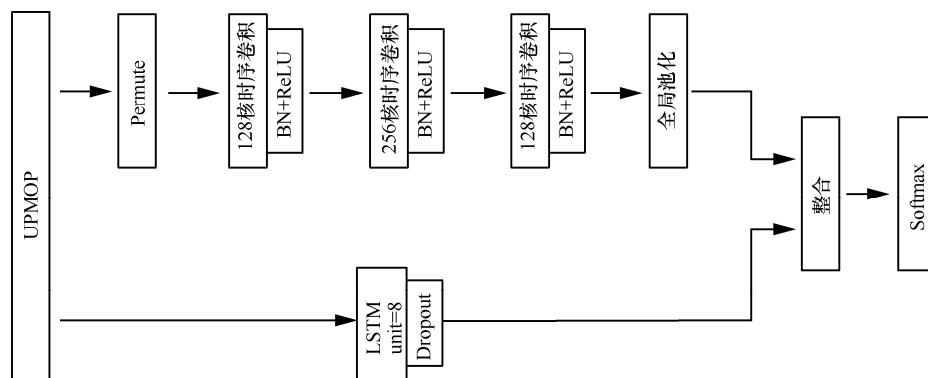 UPMOP
Permute
128核时序卷积
BN+ReLU
256核时序卷积
BN+ReLU
128核时序卷积
BN+ReLU
全局池化
LSTM
unit=8
Dropout
整合
Softmax